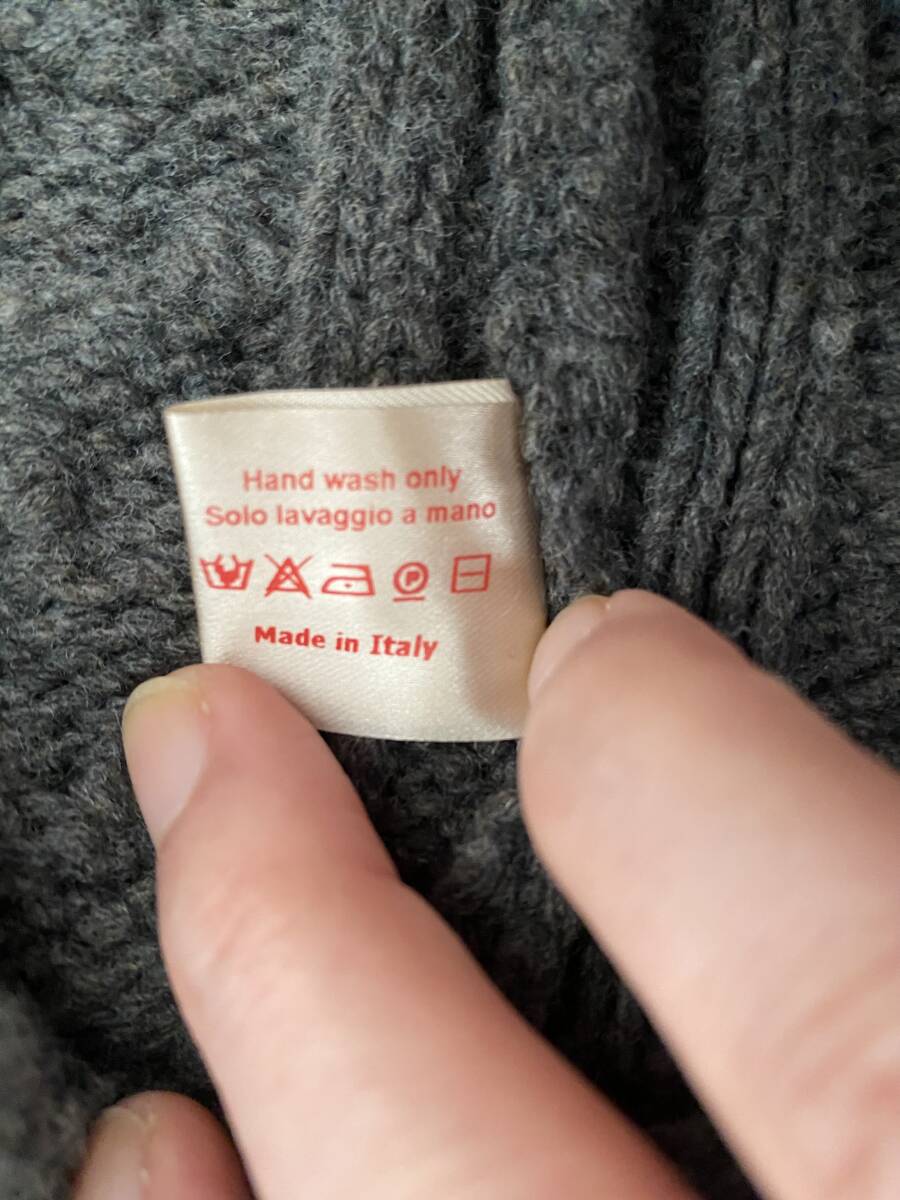 Hand wash only
Solo lavaggio a mano
P
Made in Italy